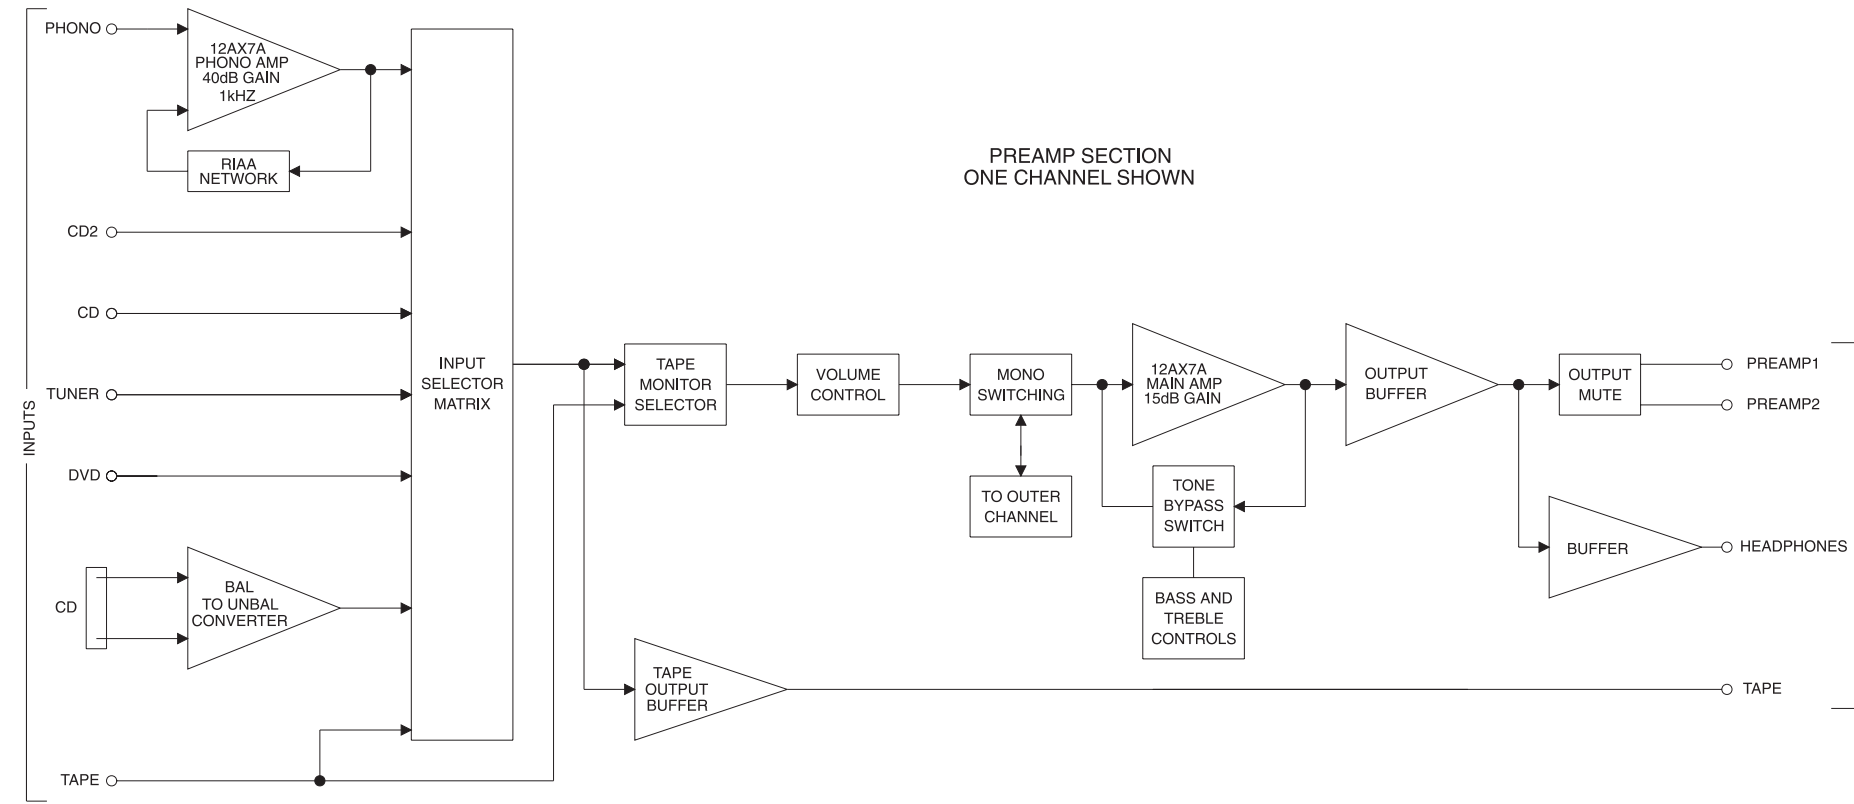 PHONO
12AX7A
PHONO AMP
40dB GAIN
1kHZ
RIAA
NETWORK
PREAMP SECTION
ONE CHANNEL SHOWN
CD2
CD
TUNER
INPUTS
DVD
CD
BAL
TO UNBAL
CONVERTER
TAPE
INPUT
SELECTOR
MATRIX
TAPE
MONITOR
SELECTOR
VOLUME
CONTROL
MONO
SWITCHING
TO OUTER
CHANNEL
12AX7A
MAIN AMP
15dB GAIN
TONE
BYPASS
SWITCH
BASS AND
TREBLE
CONTROLS
OUTPUT
BUFFER
OUTPUT
MUTE
PREAMP1
PREAMP2
BUFFER
HEADPHONES
TAPE
OUTPUT
BUFFER
TAPE